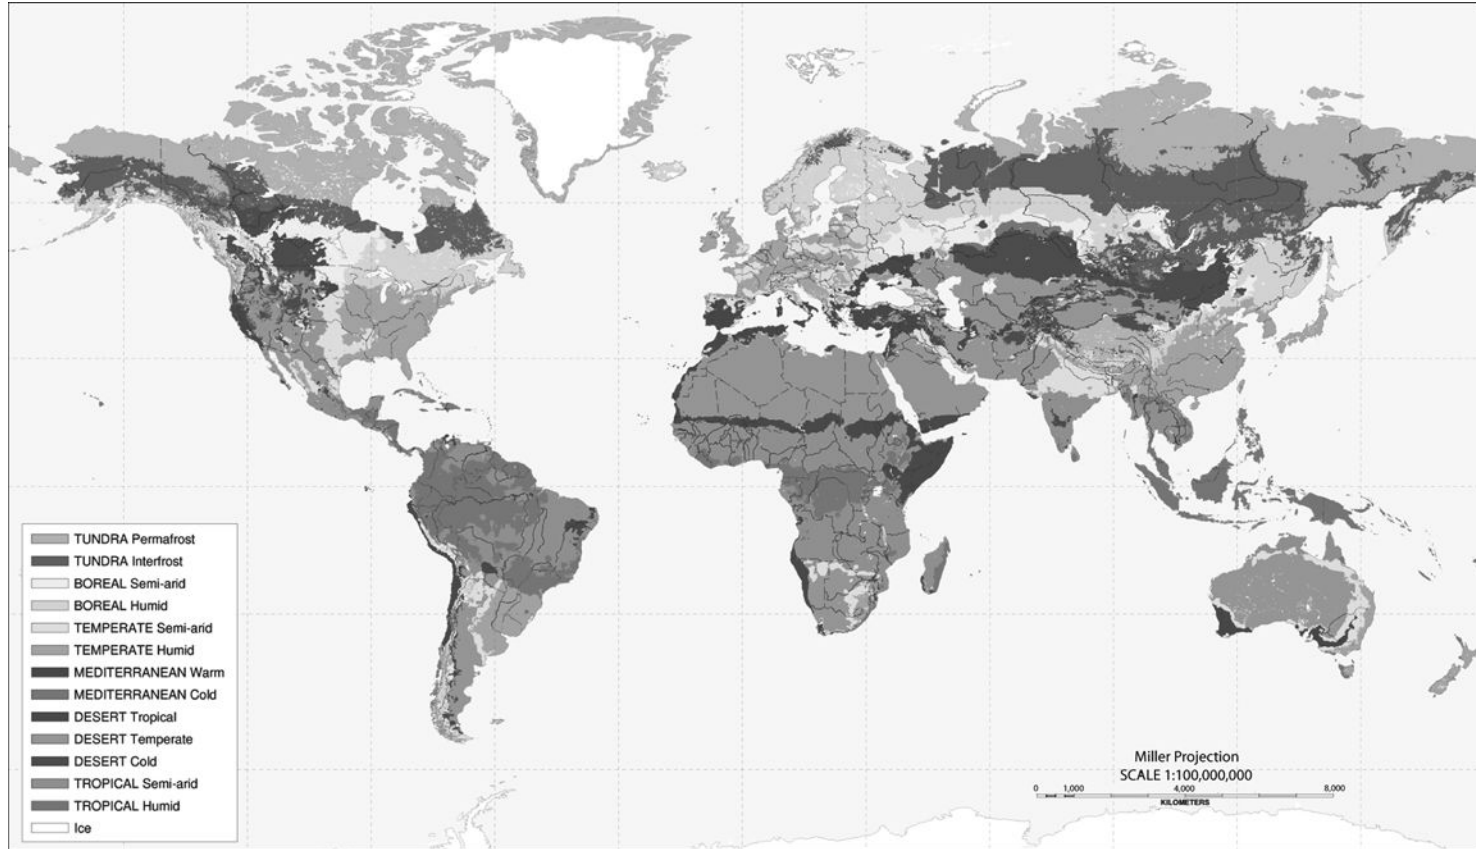 TUNDRA Permafrost
TUNDRA Interfrost
BOREAL Semi-arid
BOREAL Humid
TEMPERATE Semi-arid
TEMPERATE Humid
MEDITERRANEAN Warm
MEDITERRANEAN Cold
DESERT Tropical
DESERT Temperate
DESERT Cold
TROPICAL Semi-arid
TROPICAL Humid
Ice
Miller Projection
SCALE 1:100,000,000
0 1,000 4,000 8,000
KILOMETERS